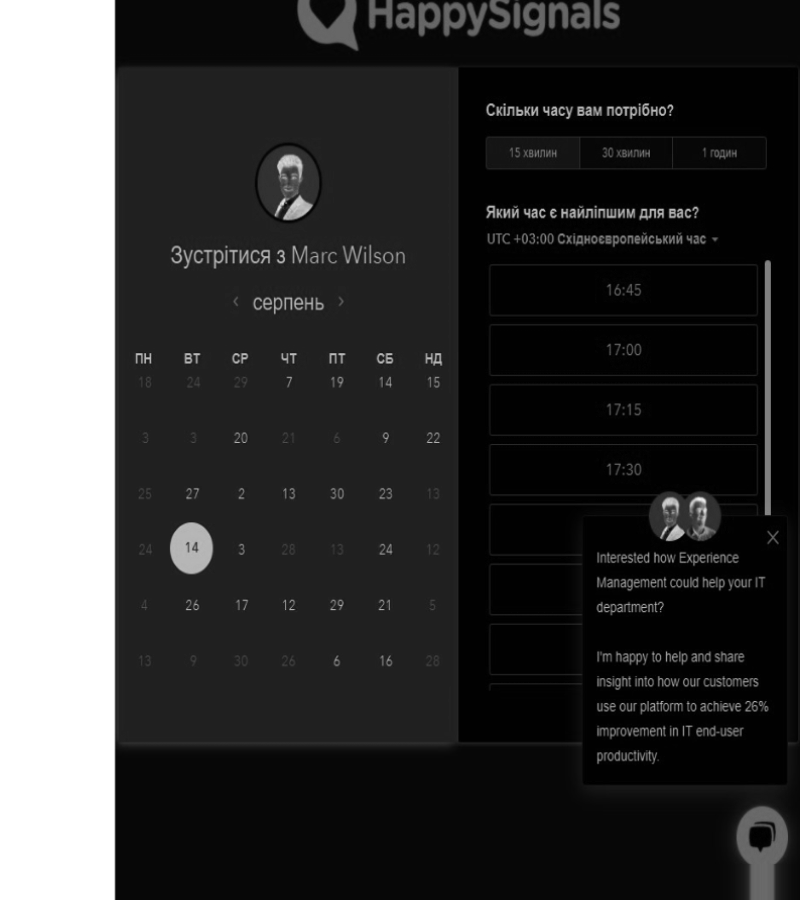 HappySignals
Зустрітися з Marc Wilson
серпень
ПН ВТ СР ЧТ ПТ СБ НД
18 24 29 7 19 14 15
3 3 20 21 6 9 22
25 27 2 13 30 23 13
24 14 3 28 13 24 12
4 26 17 12 29 21 5
13 9 30 26 6 16 28
Скільки часу вам потрібно?
15 хвилин 30 хвилин 1 годин
Який час є найліпшим для вас?
UTC +03:00 Східноєвропейський час
16:45
17:00
17:15
17:30
Interested how Experience
Management could help your IT
department?
I'm happy to help and share
insight into how our customers
use our platform to achieve 26%
improvement in IT end-user
productivity.